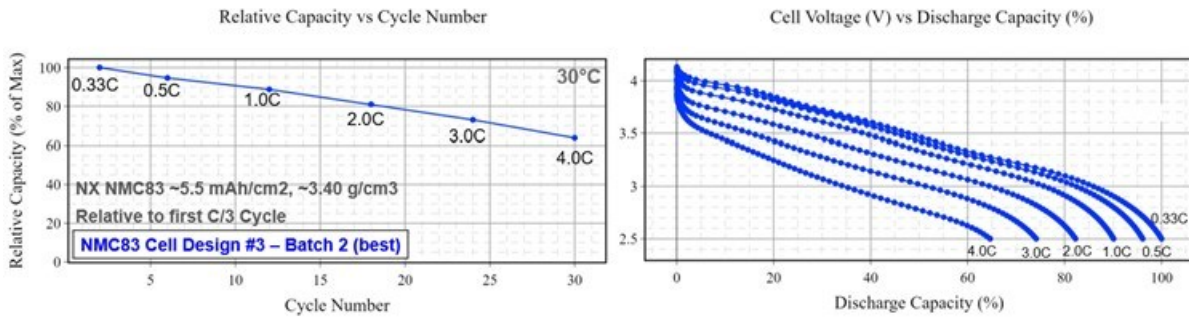 Relative Capacity vs Cycle Number
Relative Capacity (% of Max)
100
80
60
40
20
0
0.33C
0.5C
1.0C
2.0C
3.0C
4.0C
30°C
NX NMC83 ~5.5 mAh/cm2, ~3.40 g/cm3
Relative to first C/3 Cycle
NMC83 Cell Design #3 – Batch 2 (best)
5
10
15
20
25
30
Cycle Number
Cell Voltage (V) vs Discharge Capacity (%)
4
3.5
3
2.5
0.33C
4.0C
3.0C
2.0C
1.0C
0.5C
0
20
40
60
80
100
Discharge Capacity (%)